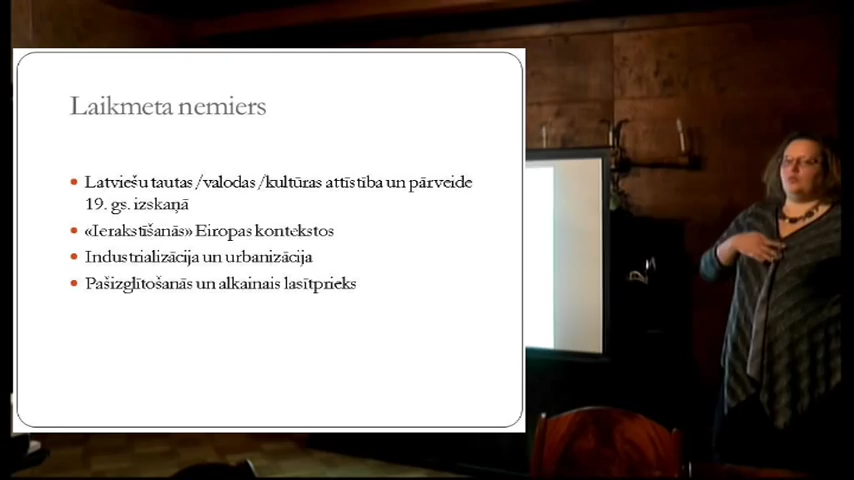 Laikmeta nemiers
Latviešu tautas /valodas /kultūras attīstība un pārveide
19. gs. izskaņā
«Ierakstīšanās» Eiropas kontekstos
Industrializācija un urbanizācija
Pašizglītošanās un alkainais lasītprieks